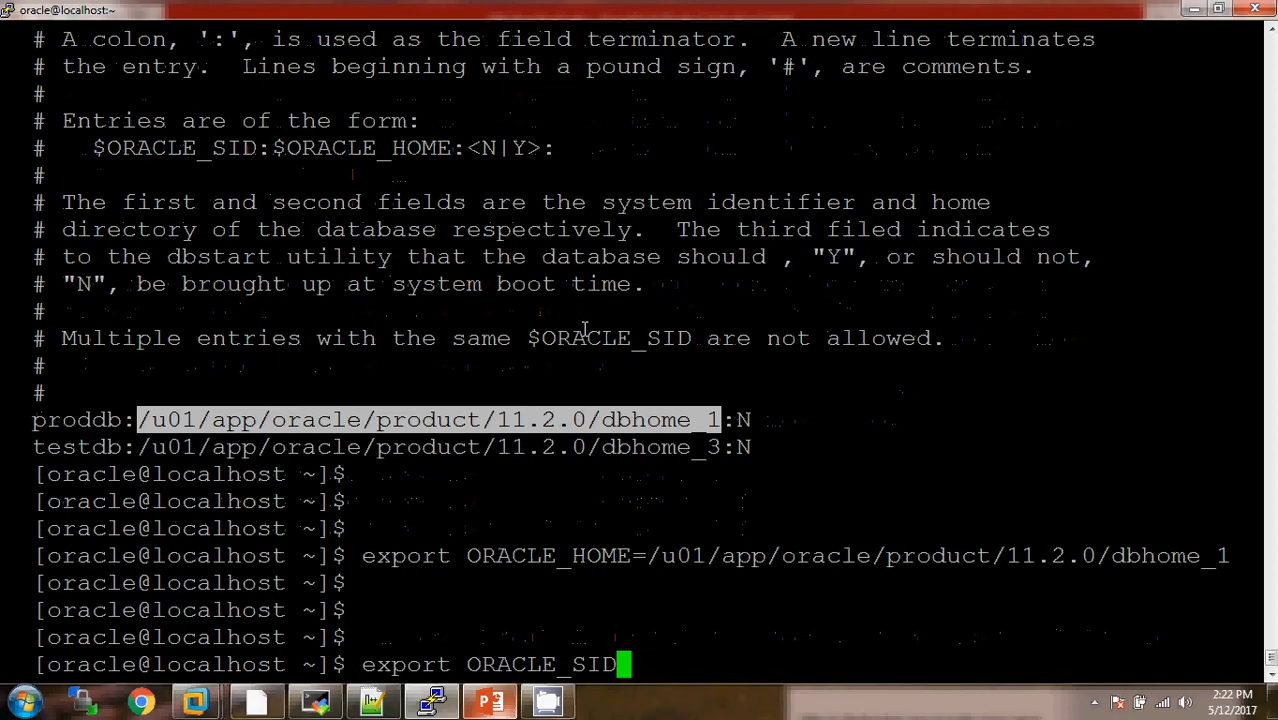 oracle@localhost:~
# A colon, ':', is used as the field terminator.  A new line terminates
# the entry.  Lines beginning with a pound sign, '#', are comments.
#
# Entries are of the form:
#   $ORACLE_SID:$ORACLE_HOME:<N|Y>:
#
# The first and second fields are the system identifier and home
# directory of the database respectively.  The third filed indicates
# to the dbstart utility that the database should , "Y", or should not,
# "N", be brought up at system boot time.
#
# Multiple entries with the same $ORACLE_SID are not allowed.
#
#
proddb:/u01/app/oracle/product/11.2.0/dbhome_1:N
testdb:/u01/app/oracle/product/11.2.0/dbhome_3:N
[oracle@localhost ~]$
[oracle@localhost ~]$
[oracle@localhost ~]$
[oracle@localhost ~]$ export ORACLE_HOME=/u01/app/oracle/product/11.2.0/dbhome_1
[oracle@localhost ~]$
[oracle@localhost ~]$
[oracle@localhost ~]$
[oracle@localhost ~]$ export ORACLE_SID
2:22 PM
5/12/2017